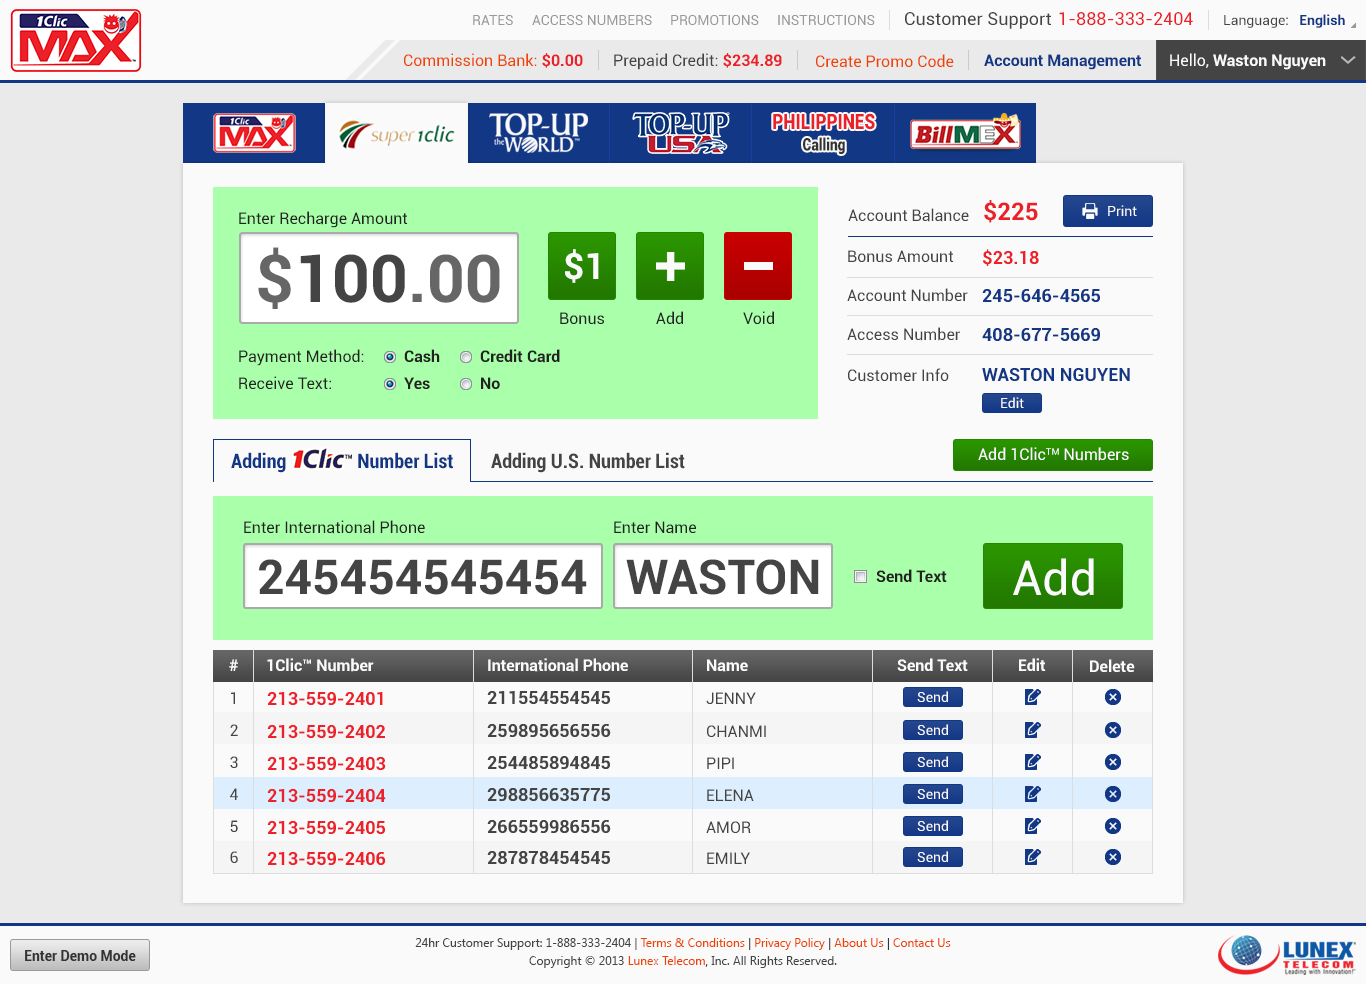 1Clic
MAX
RATES ACCESS NUMBERS PROMOTIONS INSTRUCTIONS Customer Support 1-888-333-2404 Language: English
Commission Bank: $0.00 Prepaid Credit: $234.89 Create Promo Code Account Management Hello, Waston Nguyen
1Clic MAX super 1clic TOP-UP the WORLD™ TOP-UP USA PHILIPPINES Calling BillMEX
Enter Recharge Amount
$100.00 $1 + −
Bonus Add Void
Payment Method: Cash Credit Card
Receive Text: Yes No
Account Balance $225 Print
Bonus Amount $23.18
Account Number 245-646-4565
Access Number 408-677-5669
Customer Info WASTON NGUYEN
Edit
Adding 1Clic™ Number List Adding U.S. Number List Add 1Clic™ Numbers
Enter International Phone Enter Name
245454545454 WASTON Send Text Add
# 1Clic™ Number International Phone Name Send Text Edit Delete
1 213-559-2401 211554554545 JENNY Send
2 213-559-2402 259895656556 CHANMI Send
3 213-559-2403 254485894845 PIPI Send
4 213-559-2404 298856635775 ELENA Send
5 213-559-2405 266559986556 AMOR Send
6 213-559-2406 287878454545 EMILY Send
Enter Demo Mode
24hr Customer Support: 1-888-333-2404 | Terms & Conditions | Privacy Policy | About Us | Contact Us
Copyright © 2013 Lunex Telecom, Inc. All Rights Reserved.
LUNEX
TELECOM
Leading with Innovation!